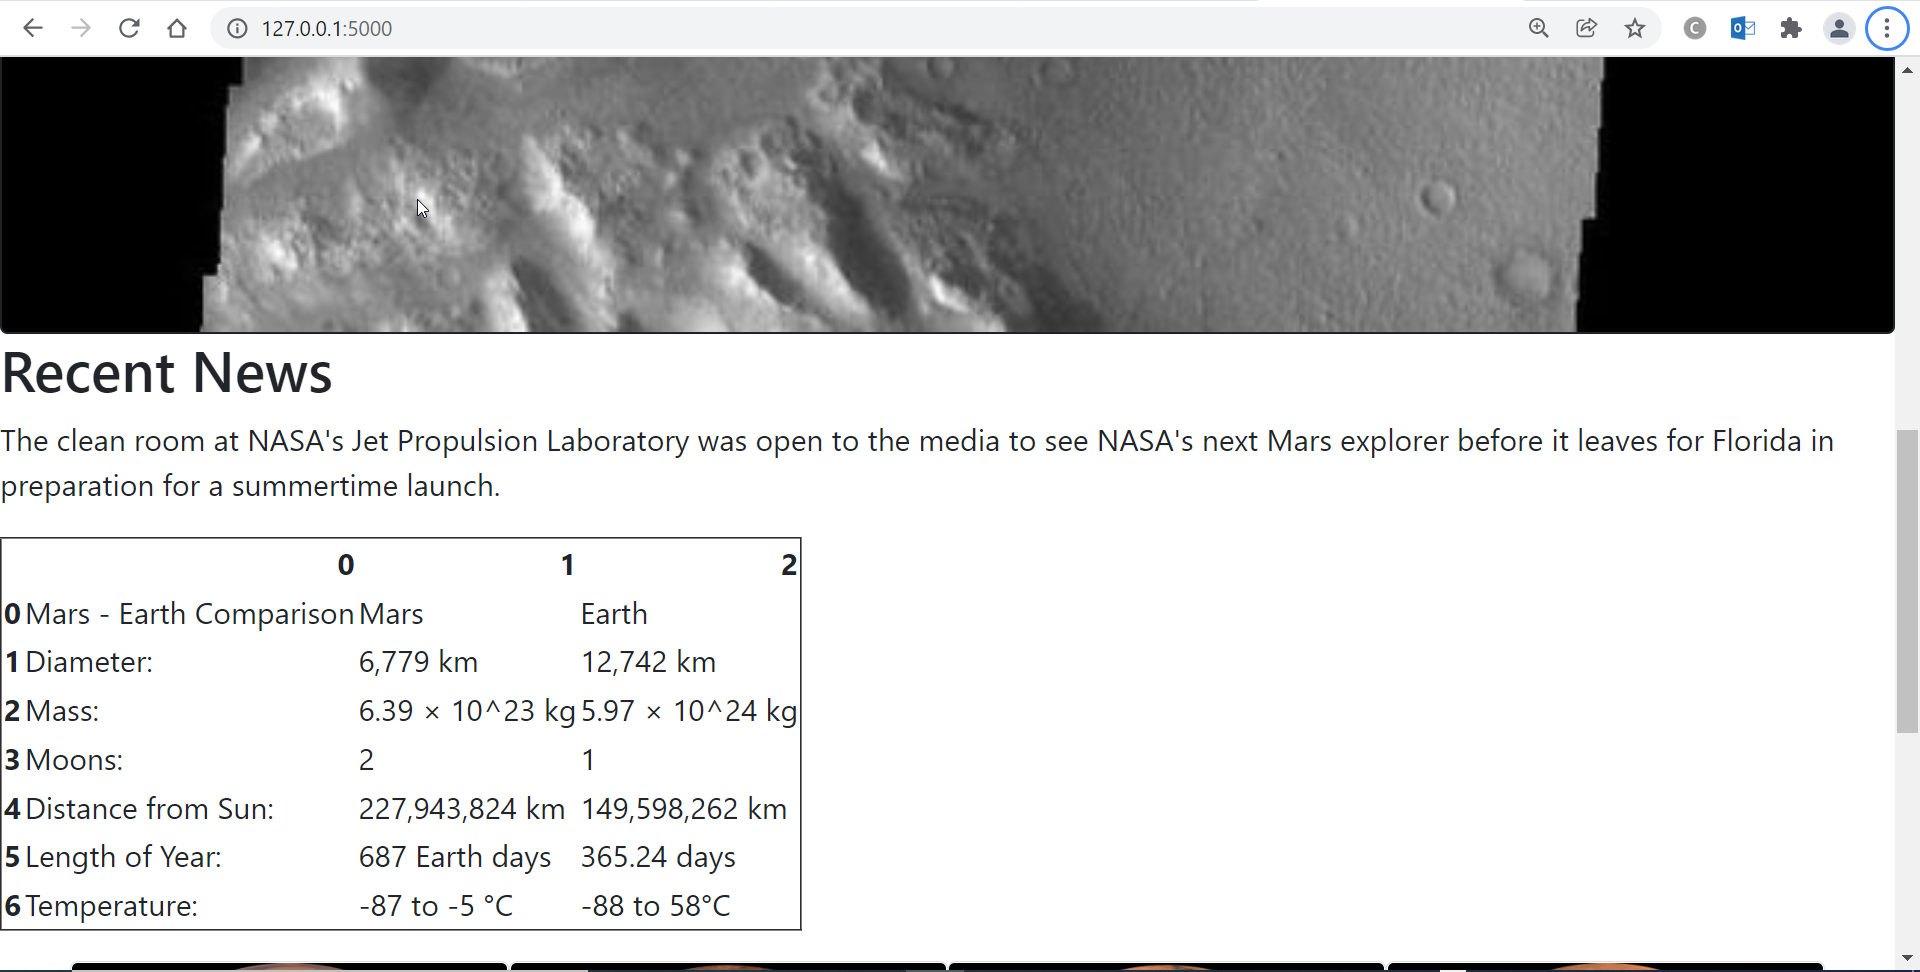 127.0.0.1:5000
Recent News
The clean room at NASA's Jet Propulsion Laboratory was open to the media to see NASA's next Mars explorer before it leaves for Florida in
preparation for a summertime launch.
0 1 2
0 Mars - Earth Comparison Mars Earth
1 Diameter: 6,779 km 12,742 km
2 Mass: 6.39 × 10^23 kg 5.97 × 10^24 kg
3 Moons: 2 1
4 Distance from Sun: 227,943,824 km 149,598,262 km
5 Length of Year: 687 Earth days 365.24 days
6 Temperature: -87 to -5 °C -88 to 58°C